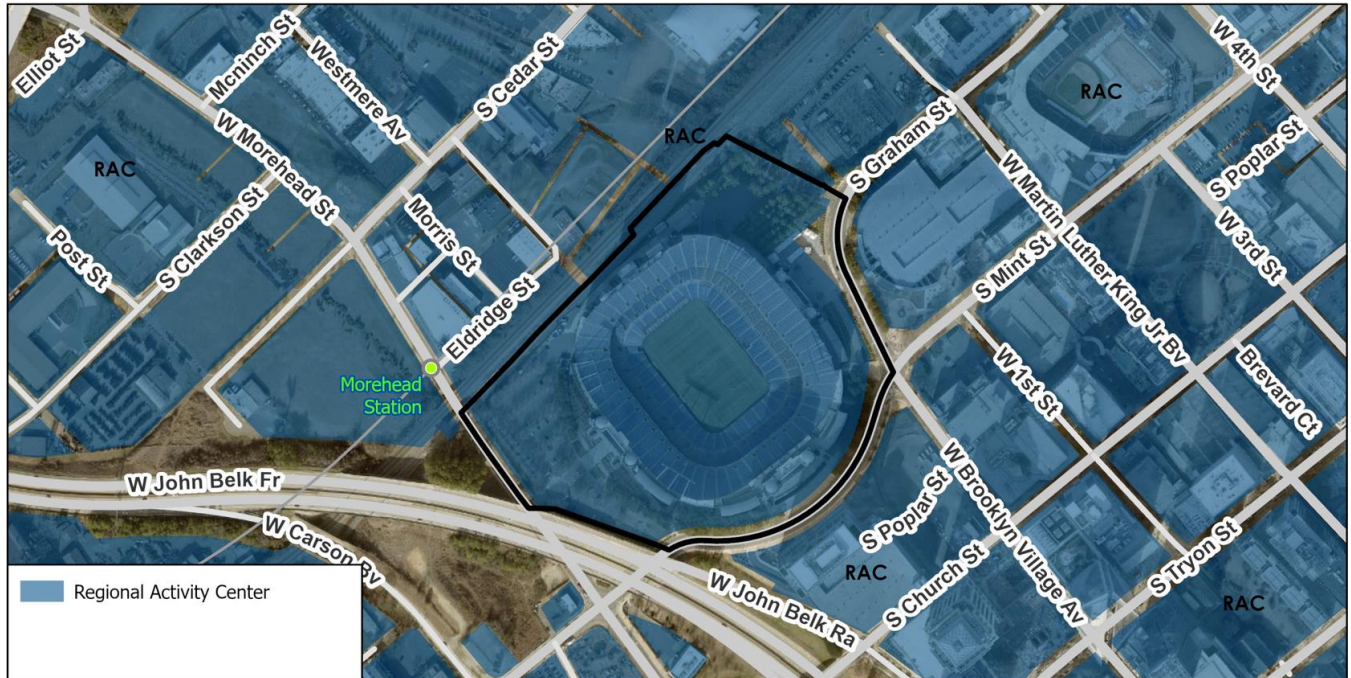 Elliot St
Mcninch St
Westmere Av
S Cedar St
W Morehead St
RAC
RAC
RAC
W 4th St
S Poplar St
S Graham St
W Martin Luther King Jr Bv
W 3rd St
S Mint St
Post St
S Clarkson St
Morris St
Eldridge St
Morehead
Station
W 1st St
Brevard Ct
W John Belk Fr
W Carson Bv
W Brooklyn Village Av
S Poplar St
S Church St
S Tryon St
RAC
RAC
W John Belk Ra
Regional Activity Center